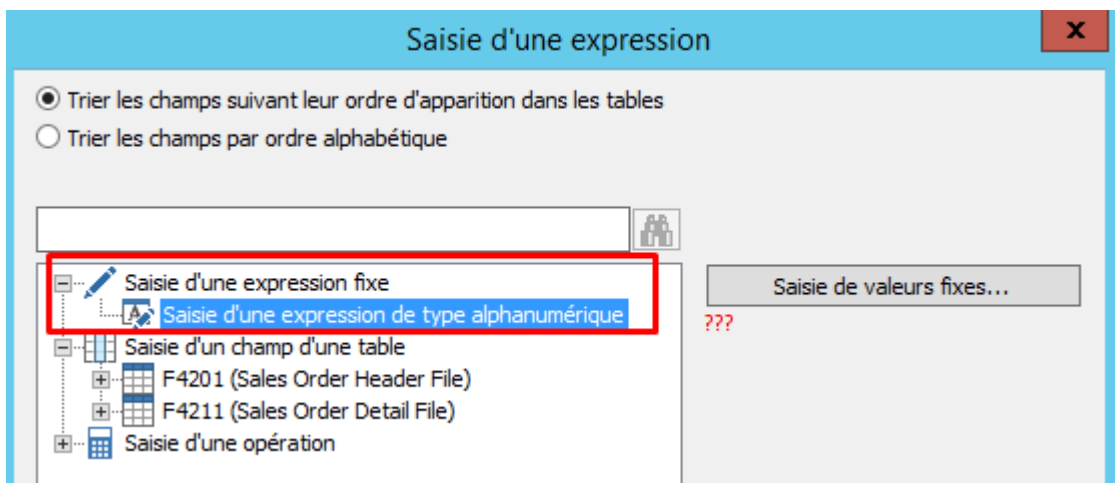 Saisie d'une expression
x
Trier les champs suivant leur ordre d'apparition dans les tables
Trier les champs par ordre alphabétique
Saisie d'une expression fixe
Saisie d'une expression de type alphanumérique
Saisie d'un champ d'une table
F4201 (Sales Order Header File)
F4211 (Sales Order Detail File)
Saisie d'une opération
Saisie de valeurs fixes...
???